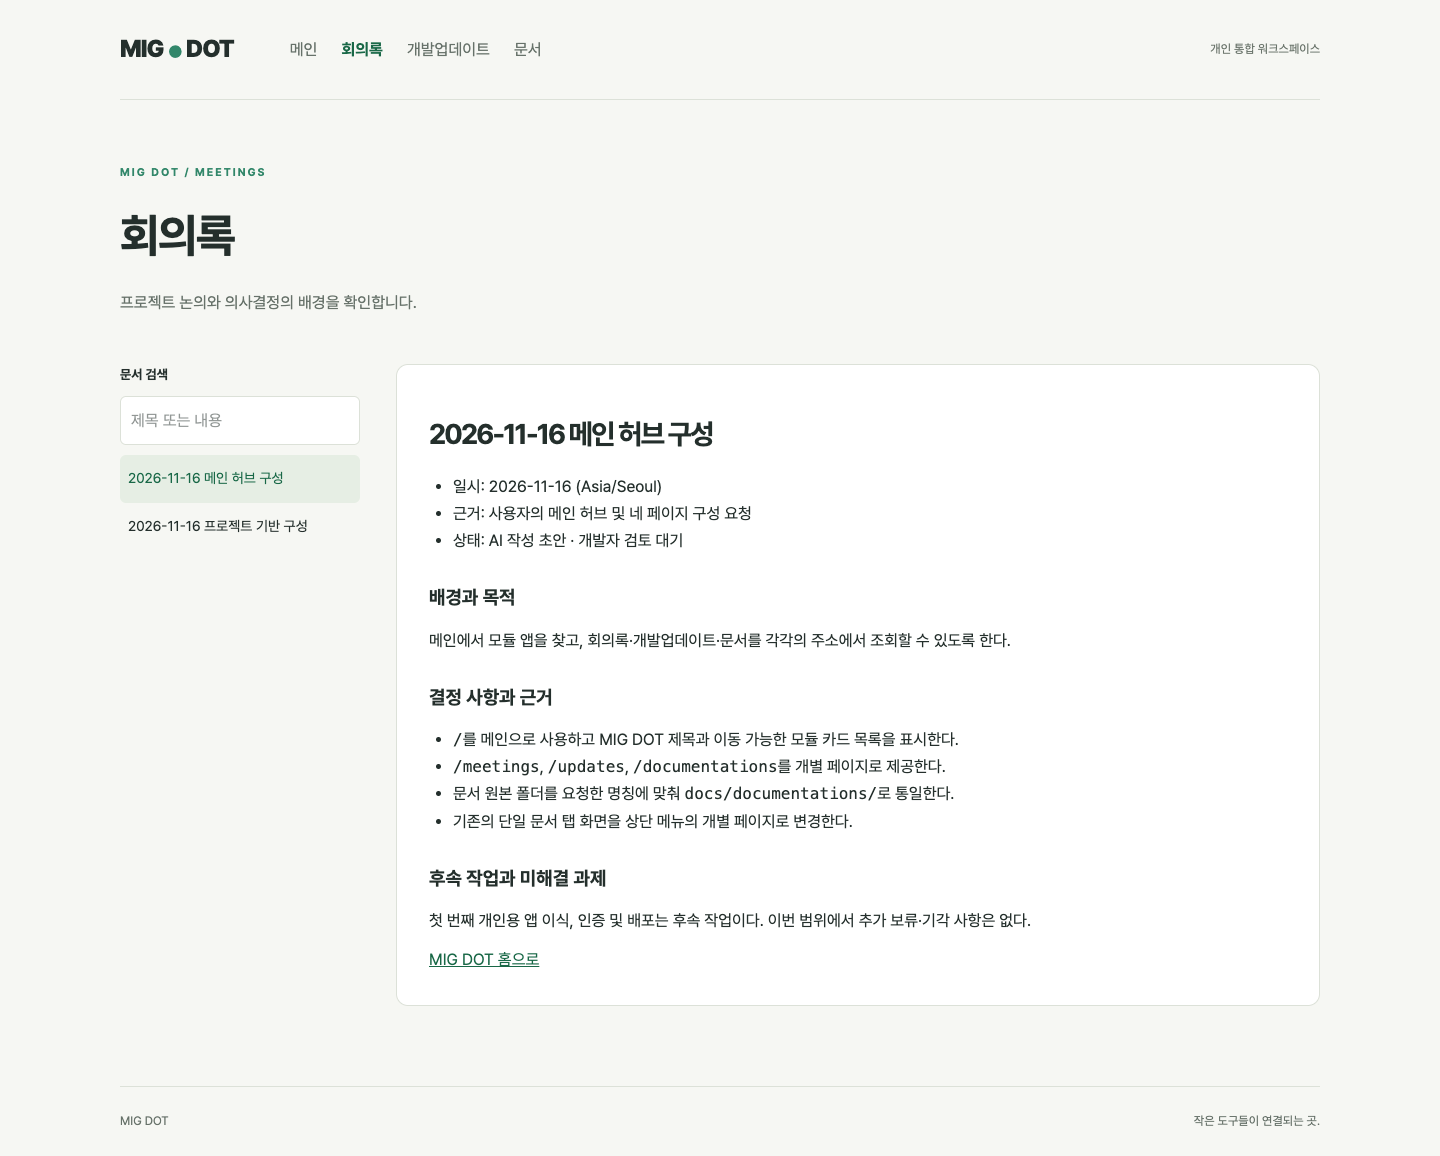 MIG DOT
메인
회의록
개발업데이트
문서
개인 통합 워크스페이스
MIG DOT / MEETINGS
회의록
프로젝트 논의와 의사결정의 배경을 확인합니다.
문서 검색
제목 또는 내용
2026-11-16 메인 허브 구성
2026-11-16 프로젝트 기반 구성
2026-11-16 메인 허브 구성
일시: 2026-11-16 (Asia/Seoul)
근거: 사용자의 메인 허브 및 네 페이지 구성 요청
상태: AI 작성 초안 · 개발자 검토 대기
배경과 목적
메인에서 모듈 앱을 찾고, 회의록·개발업데이트·문서를 각각의 주소에서 조회할 수 있도록 한다.
결정 사항과 근거
/를 메인으로 사용하고 MIG DOT 제목과 이동 가능한 모듈 카드 목록을 표시한다.
/meetings, /updates, /documentations를 개별 페이지로 제공한다.
문서 원본 폴더를 요청한 명칭에 맞춰 docs/documentations/로 통일한다.
기존의 단일 문서 탭 화면을 상단 메뉴의 개별 페이지로 변경한다.
후속 작업과 미해결 과제
첫 번째 개인용 앱 이식, 인증 및 배포는 후속 작업이다. 이번 범위에서 추가 보류·기각 사항은 없다.
MIG DOT 홈으로
MIG DOT
작은 도구들이 연결되는 곳.